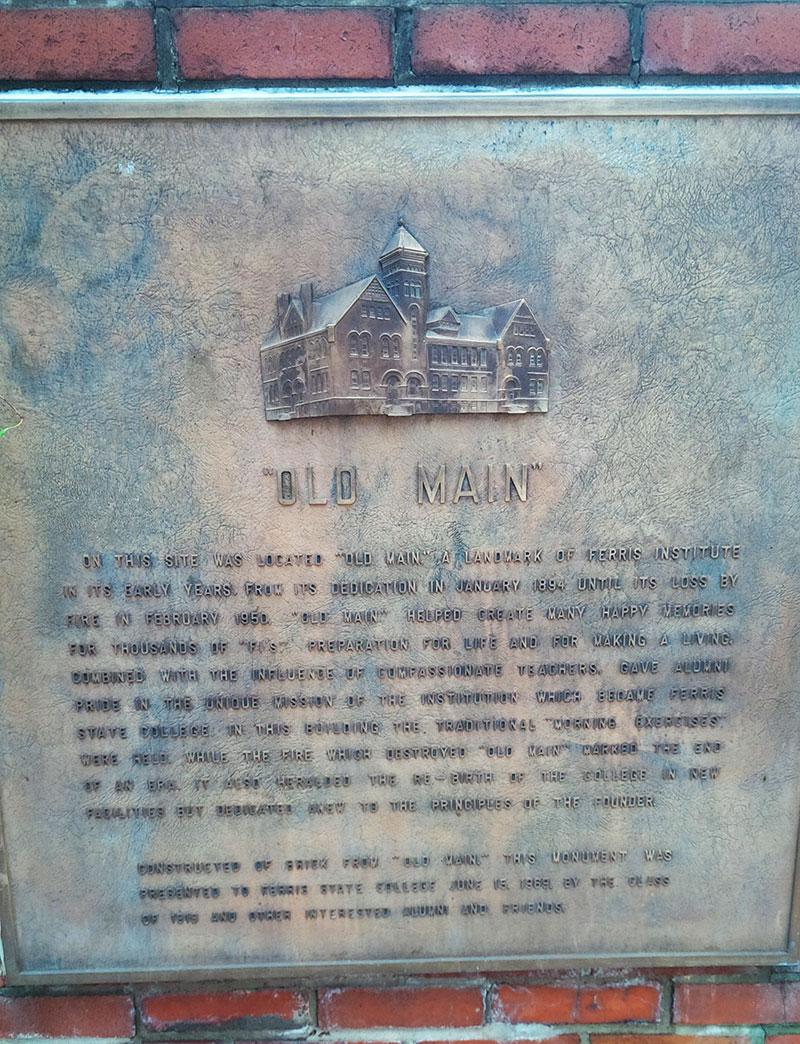 "OLD MAIN"
ON THIS SITE WAS LOCATED "OLD MAIN", A LANDMARK OF FERRIS INSTITUTE
IN ITS EARLY YEARS. FROM ITS DEDICATION IN JANUARY 1894 UNTIL ITS LOSS BY
FIRE IN FEBRUARY 1950, "OLD MAIN" HELPED CREATE MANY HAPPY MEMORIES
FOR THOUSANDS OF "F.I.'S". PREPARATION FOR LIFE AND FOR MAKING A LIVING,
COMBINED WITH THE INFLUENCE OF COMPASSIONATE TEACHERS, GAVE ALUMNI
PRIDE IN THE UNIQUE MISSION OF THE INSTITUTION WHICH BECAME FERRIS
STATE COLLEGE. IN THIS BUILDING THE TRADITIONAL "MORNING EXERCISES"
WERE HELD. WHILE THE FIRE WHICH DESTROYED "OLD MAIN" MARKED THE END
OF AN ERA, IT ALSO HERALDED THE RE-BIRTH OF THE COLLEGE IN NEW
FACILITIES BUT DEDICATED ANEW TO THE PRINCIPLES OF THE FOUNDER.
CONSTRUCTED OF BRICK FROM "OLD MAIN," THIS MONUMENT WAS
PRESENTED TO FERRIS STATE COLLEGE JUNE BY THE CLASS
OF AND OTHER INTERESTED ALUMNI AND FRIENDS.